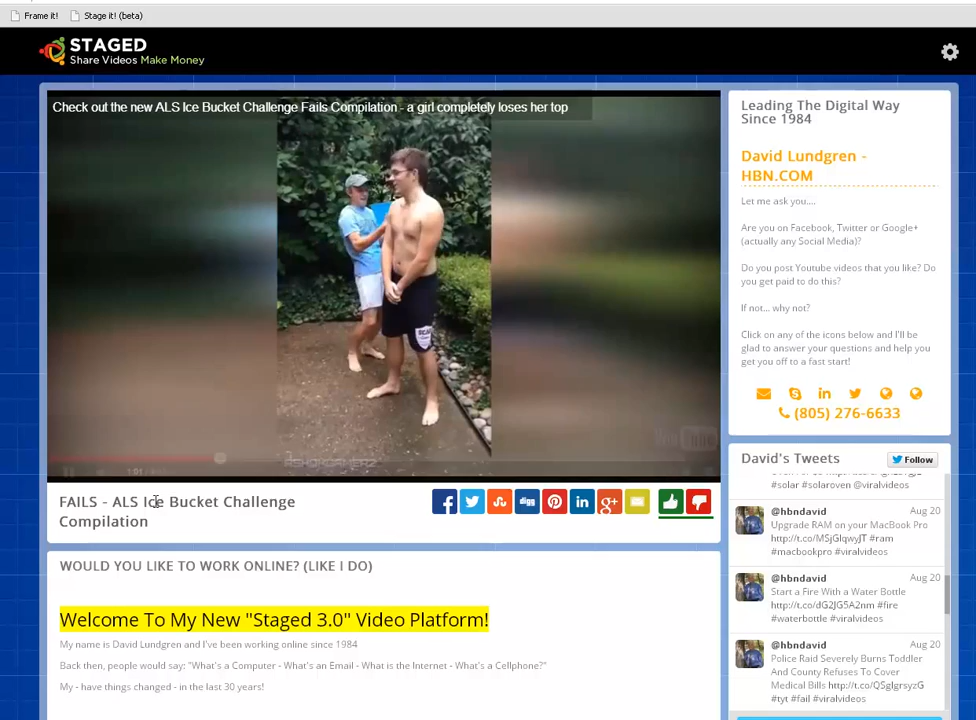 Frame it! Stage it! (beta)
STAGED
Share Videos Make Money
Check out the new ALS Ice Bucket Challenge Fails Compilation - a girl completely loses her top
1:01
FAILS - ALS Ice Bucket Challenge
Compilation
digg
WOULD YOU LIKE TO WORK ONLINE? (LIKE I DO)
Welcome To My New "Staged 3.0" Video Platform!
My name is David Lundgren and I've been working online since 1984
Back then, people would say: "What's a Computer - What's an Email - What is the Internet - What's a Cellphone?"
My - have things changed - in the last 30 years!
Leading The Digital Way
Since 1984
David Lundgren -
HBN.COM
Let me ask you....
Are you on Facebook, Twitter or Google+
(actually any Social Media)?
Do you post Youtube videos that you like? Do
you get paid to do this?
If not... why not?
Click on any of the icons below and I'll be
glad to answer your questions and help you
get you off to a fast start!
(805) 276-6633
David's Tweets Follow
#solar #solaroven @viralvideos
@hbndavid Aug 20
Upgrade RAM on your MacBook Pro
http://t.co/MSjGlqwyJT #ram
#macbookpro #viralvideos
@hbndavid Aug 20
Start a Fire With a Water Bottle
http://t.co/dG2JG5A2nm #fire
#waterbottle #viralvideos
@hbndavid Aug 20
Police Raid Severely Burns Toddler
And County Refuses To Cover
Medical Bills http://t.co/QSglgrsyzG
#tyt #fail #viralvideos